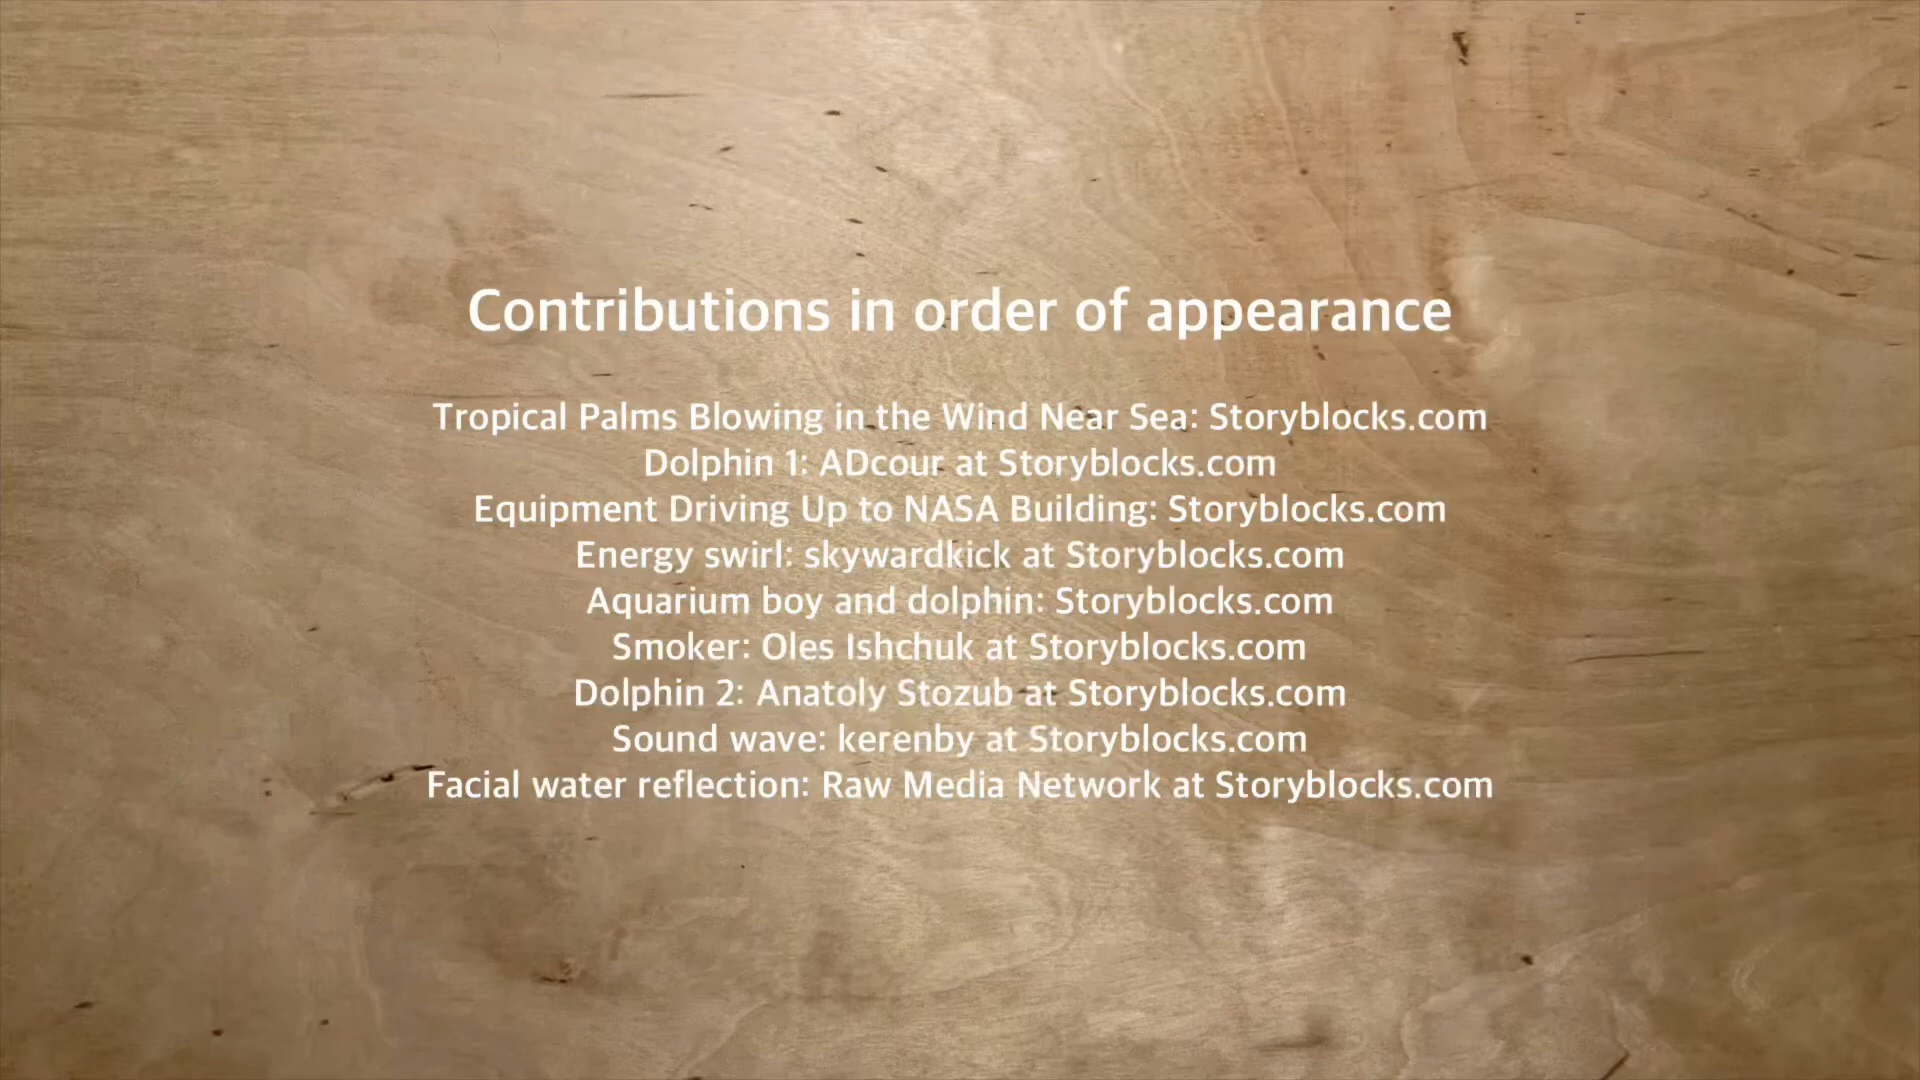 Contributions in order of appearance
Tropical Palms Blowing in the Wind Near Sea: Storyblocks.com
Dolphin 1: ADcour at Storyblocks.com
Equipment Driving Up to NASA Building: Storyblocks.com
Energy swirl: skywardkick at Storyblocks.com
Aquarium boy and dolphin: Storyblocks.com
Smoker: Oles Ishchuk at Storyblocks.com
Dolphin 2: Anatoly Stozub at Storyblocks.com
Sound wave: kerenby at Storyblocks.com
Facial water reflection: Raw Media Network at Storyblocks.com